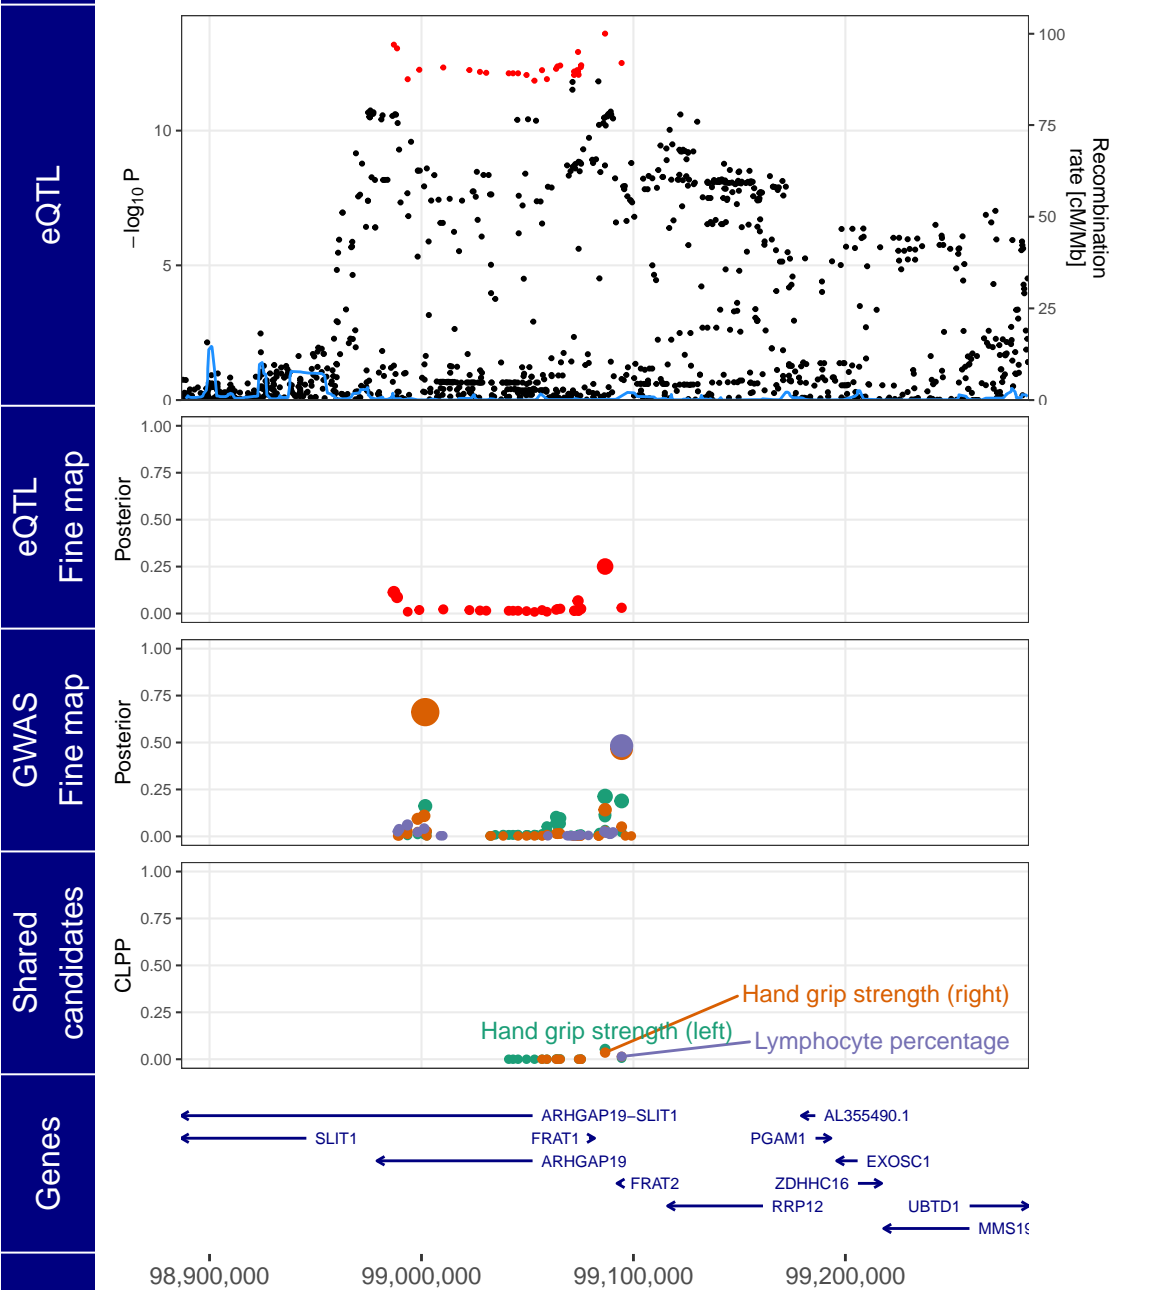 eQTL
−log10 P
10
5
0
100
75
50
25
0
Recombination
rate [cM/Mb]
eQTL
Fine map
Posterior
1.00
0.75
0.50
0.25
0.00
GWAS
Fine map
Posterior
1.00
0.75
0.50
0.25
0.00
Shared
candidates
CLPP
1.00
0.75
0.50
0.25
0.00
Hand grip strength (right)
Hand grip strength (left)
Lymphocyte percentage
Genes
ARHGAP19−SLIT1
AL355490.1
SLIT1
FRAT1
PGAM1
ARHGAP19
EXOSC1
FRAT2
ZDHHC16
RRP12
UBTD1
MMS19
98,900,000
99,000,000
99,100,000
99,200,000